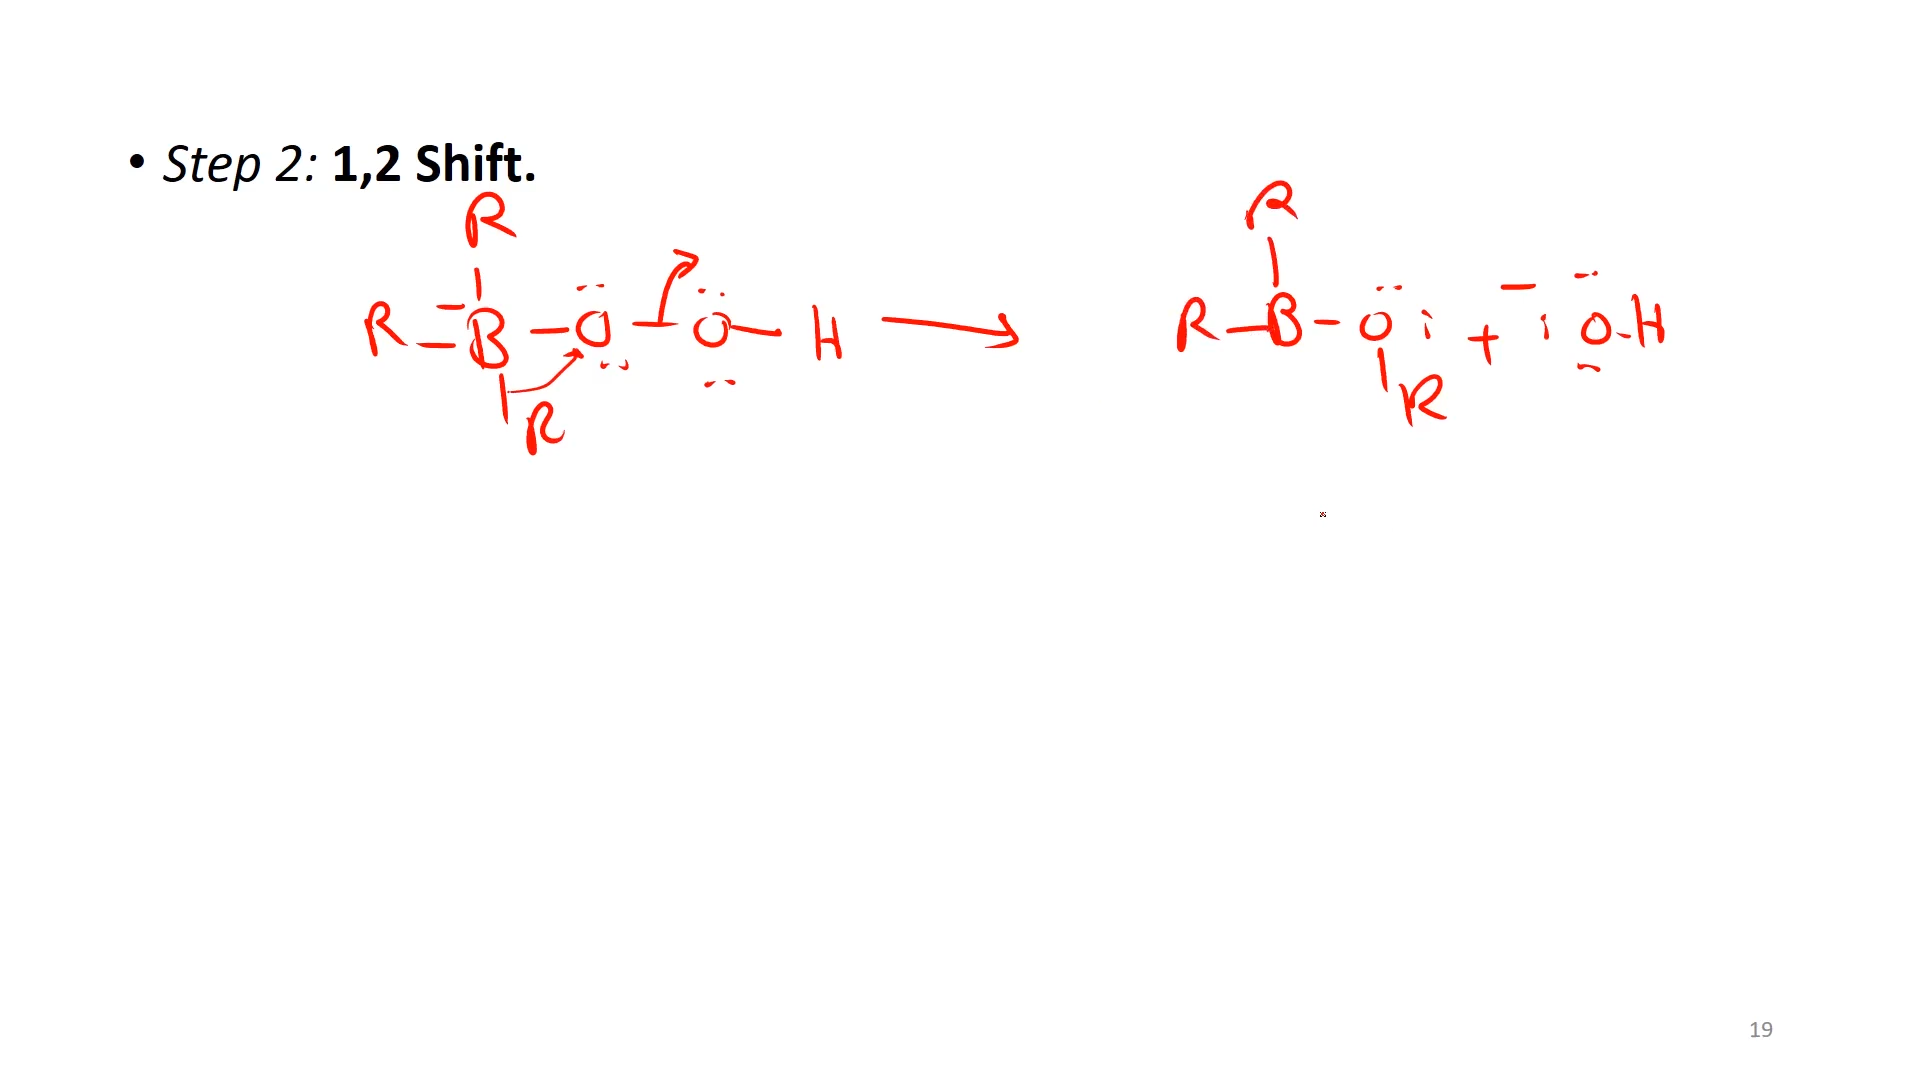 • Step 2: 1,2 Shift.
R R
R – B – O – O – H → R – B – O : + – : O – H
R R
19